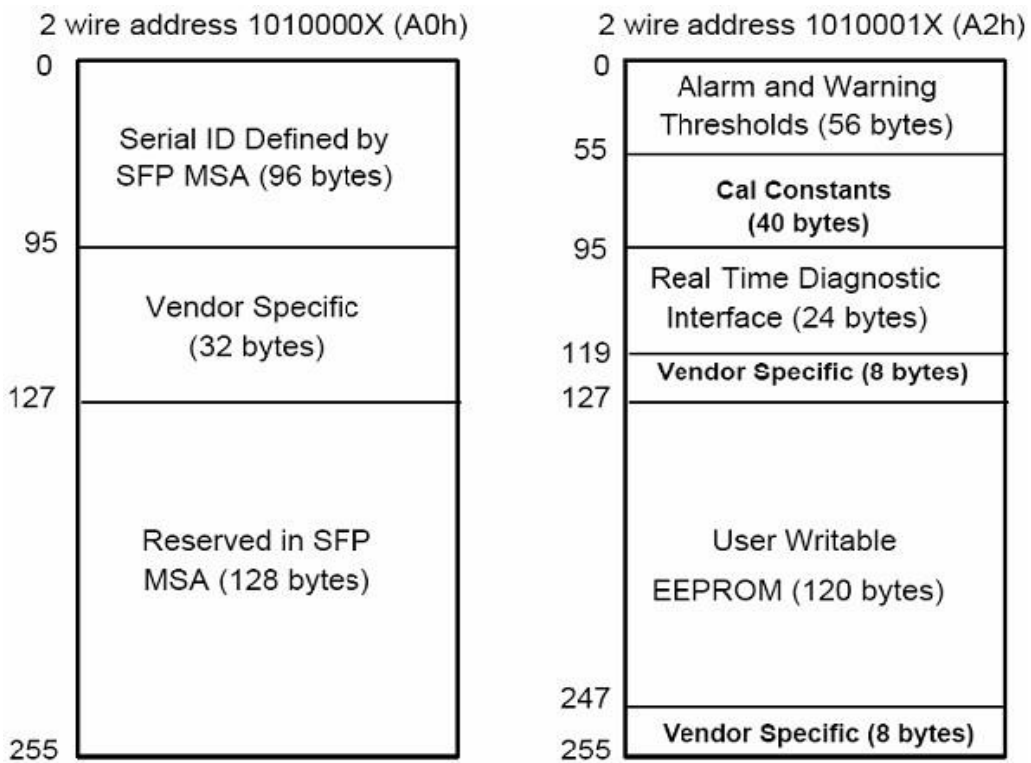 2 wire address 1010000X (A0h)
0
Serial ID Defined by
SFP MSA (96 bytes)
95
Vendor Specific
(32 bytes)
127
Reserved in SFP
MSA (128 bytes)
255
2 wire address 1010001X (A2h)
0
Alarm and Warning
Thresholds (56 bytes)
55
Cal Constants
(40 bytes)
95
Real Time Diagnostic
Interface (24 bytes)
119
Vendor Specific (8 bytes)
127
User Writable
EEPROM (120 bytes)
247
Vendor Specific (8 bytes)
255